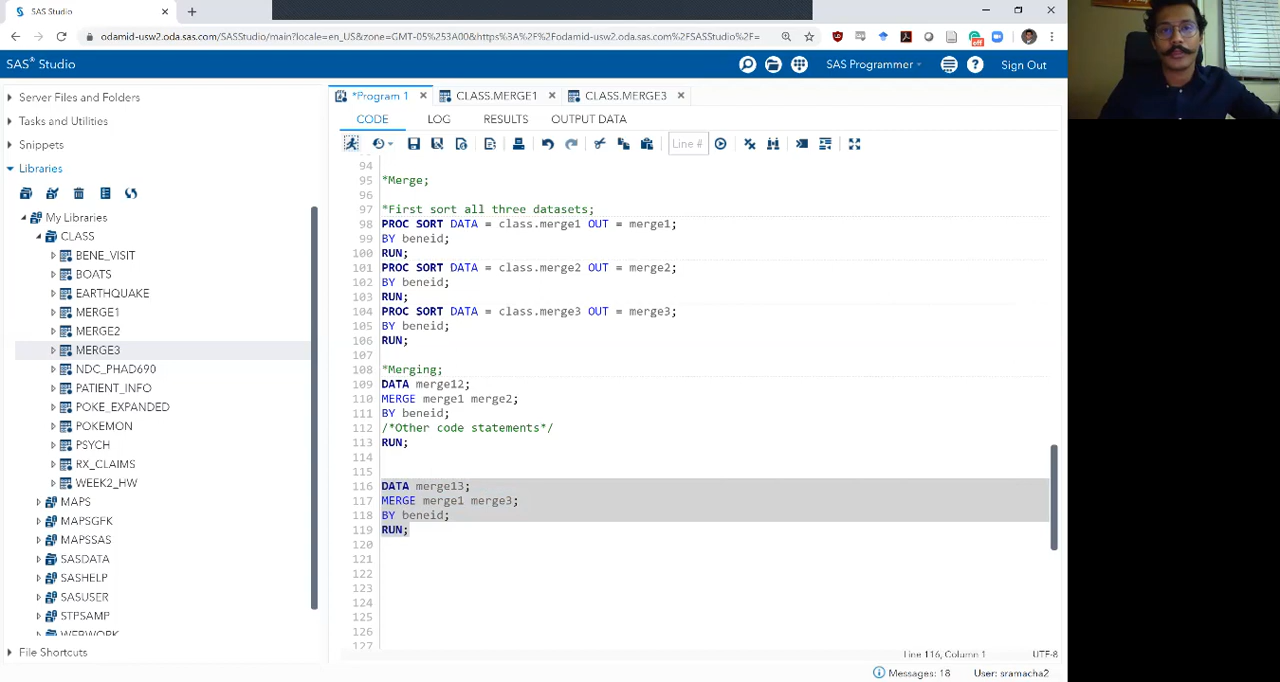 SAS Studio
odamid-usw2.oda.sas.com/SASStudio/main?locale=en_US&zone=GMT-05%253A00&https%3A%2F%2Fodamid-usw2.oda.sas.com%2FSASStudio%2F=
SAS® Studio
SAS Programmer
Sign Out
Server Files and Folders
Tasks and Utilities
Snippets
Libraries
My Libraries
CLASS
BENE_VISIT
BOATS
EARTHQUAKE
MERGE1
MERGE2
MERGE3
NDC_PHAD690
PATIENT_INFO
POKE_EXPANDED
POKEMON
PSYCH
RX_CLAIMS
WEEK2_HW
MAPS
MAPSGFK
MAPSSAS
SASDATA
SASHELP
SASUSER
STPSAMP
WEBWORK
File Shortcuts
*Program 1
CLASS.MERGE1
CLASS.MERGE3
CODE
LOG
RESULTS
OUTPUT DATA
Line #
94
95 *Merge;
96
97 *First sort all three datasets;
98 PROC SORT DATA = class.merge1 OUT = merge1;
99 BY beneid;
100 RUN;
101 PROC SORT DATA = class.merge2 OUT = merge2;
102 BY beneid;
103 RUN;
104 PROC SORT DATA = class.merge3 OUT = merge3;
105 BY beneid;
106 RUN;
107
108 *Merging;
109 DATA merge12;
110 MERGE merge1 merge2;
111 BY beneid;
112 /*Other code statements*/
113 RUN;
114
115
116 DATA merge13;
117 MERGE merge1 merge3;
118 BY beneid;
119 RUN;
120
121
122
123
124
125
126
127
Line 116, Column 1
UTF-8
Messages: 18
User: sramacha2